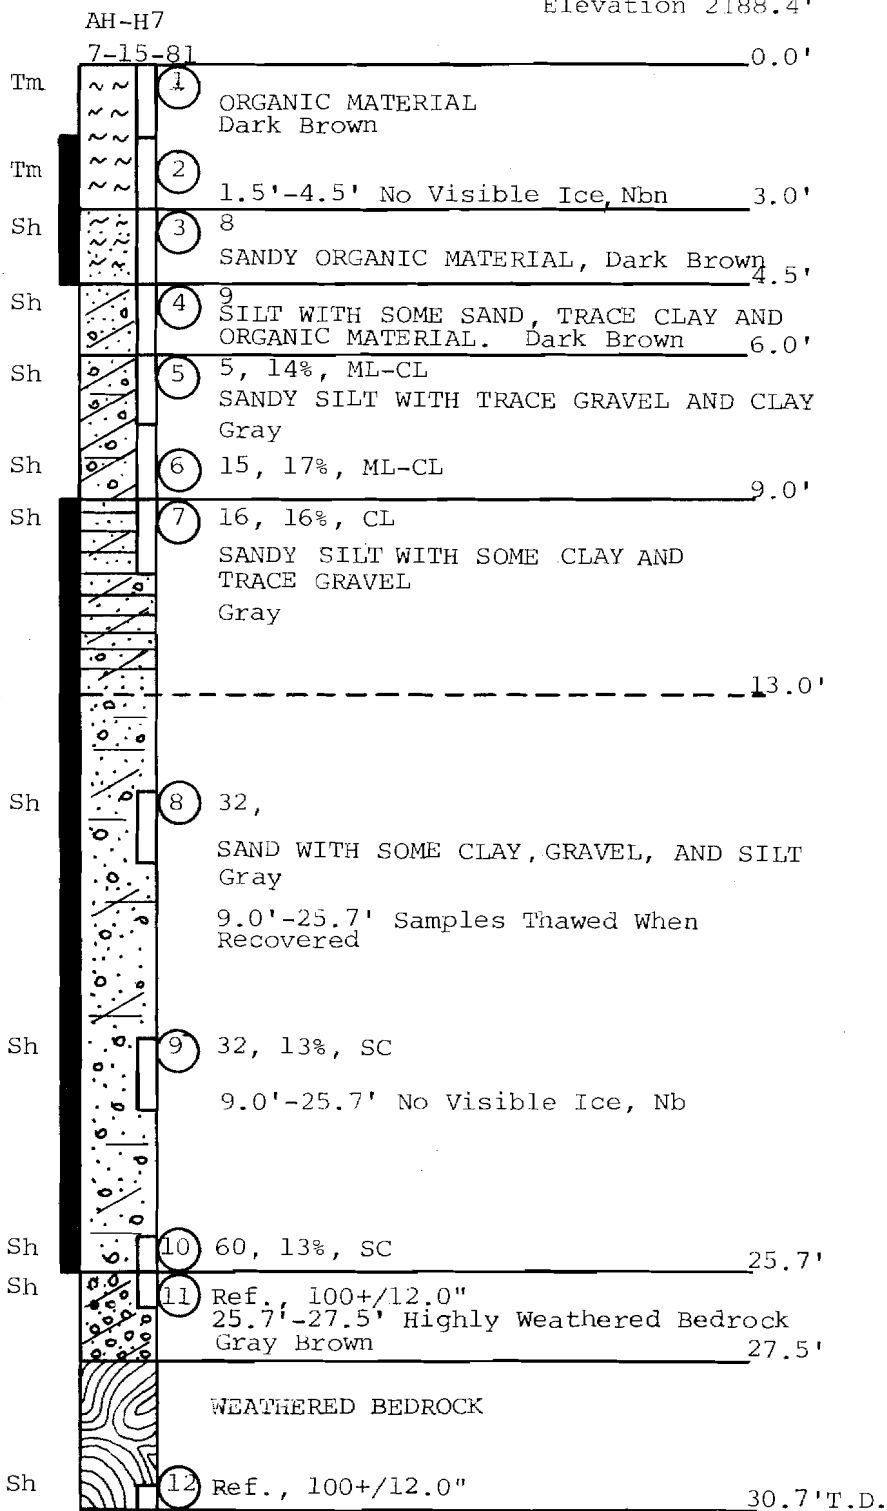 Elevation 2188.4'
AH-H7
7-15-81
0.0'
Tm 1
ORGANIC MATERIAL
Dark Brown
Tm 2
1.5'-4.5' No Visible Ice, Nbn 3.0'
Sh 3 8
SANDY ORGANIC MATERIAL, Dark Brown
4.5'
Sh 4 9
SILT WITH SOME SAND, TRACE CLAY AND
ORGANIC MATERIAL. Dark Brown 6.0'
Sh 5 5, 14%, ML-CL
SANDY SILT WITH TRACE GRAVEL AND CLAY
Gray
Sh 6 15, 17%, ML-CL
9.0'
Sh 7 16, 16%, CL
SANDY SILT WITH SOME CLAY AND
TRACE GRAVEL
Gray
13.0'
Sh 8 32,
SAND WITH SOME CLAY, GRAVEL, AND SILT
Gray
9.0'-25.7' Samples Thawed When
Recovered
Sh 9 32, 13%, SC
9.0'-25.7' No Visible Ice, Nb
Sh 10 60, 13%, SC
25.7'
Sh 11 Ref., 100+/12.0"
25.7'-27.5' Highly Weathered Bedrock
Gray Brown 27.5'
WEATHERED BEDROCK
Sh 12 Ref., 100+/12.0"
30.7'T.D.